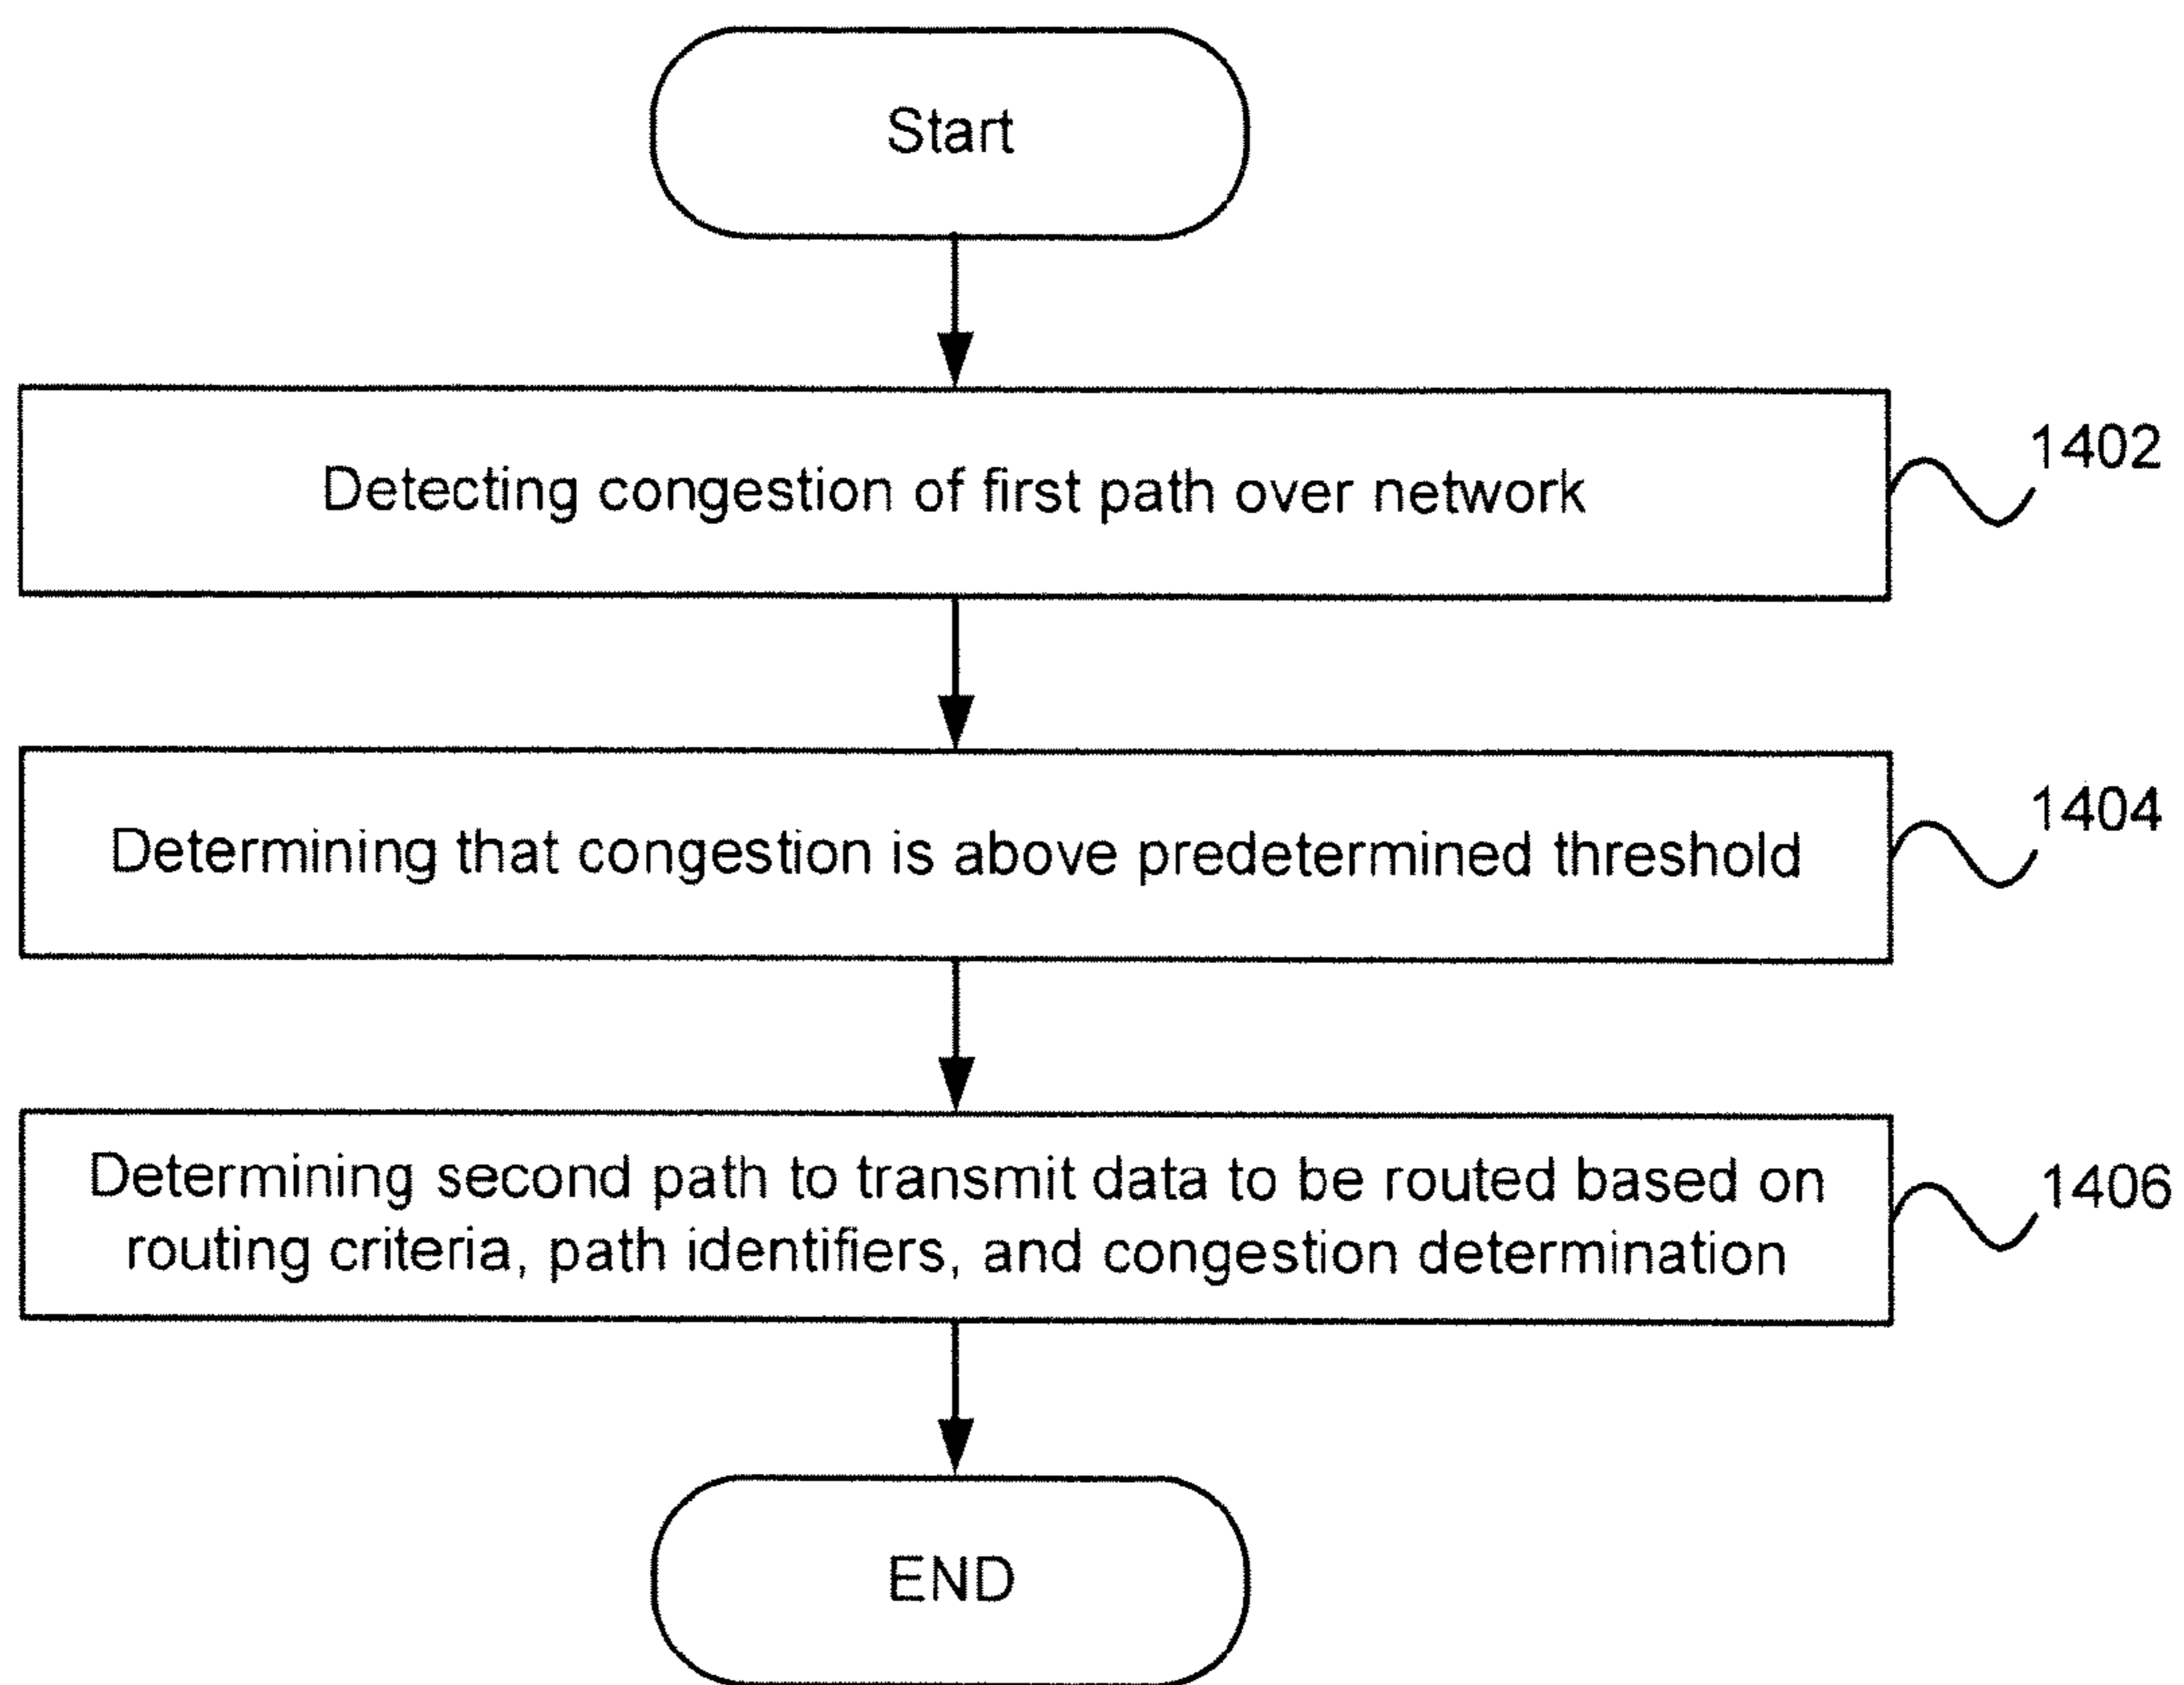 Start
Detecting congestion of first path over network
1402
Determining that congestion is above predetermined threshold
1404
Determining second path to transmit data to be routed based on
routing criteria, path identifiers, and congestion determination
1406
END